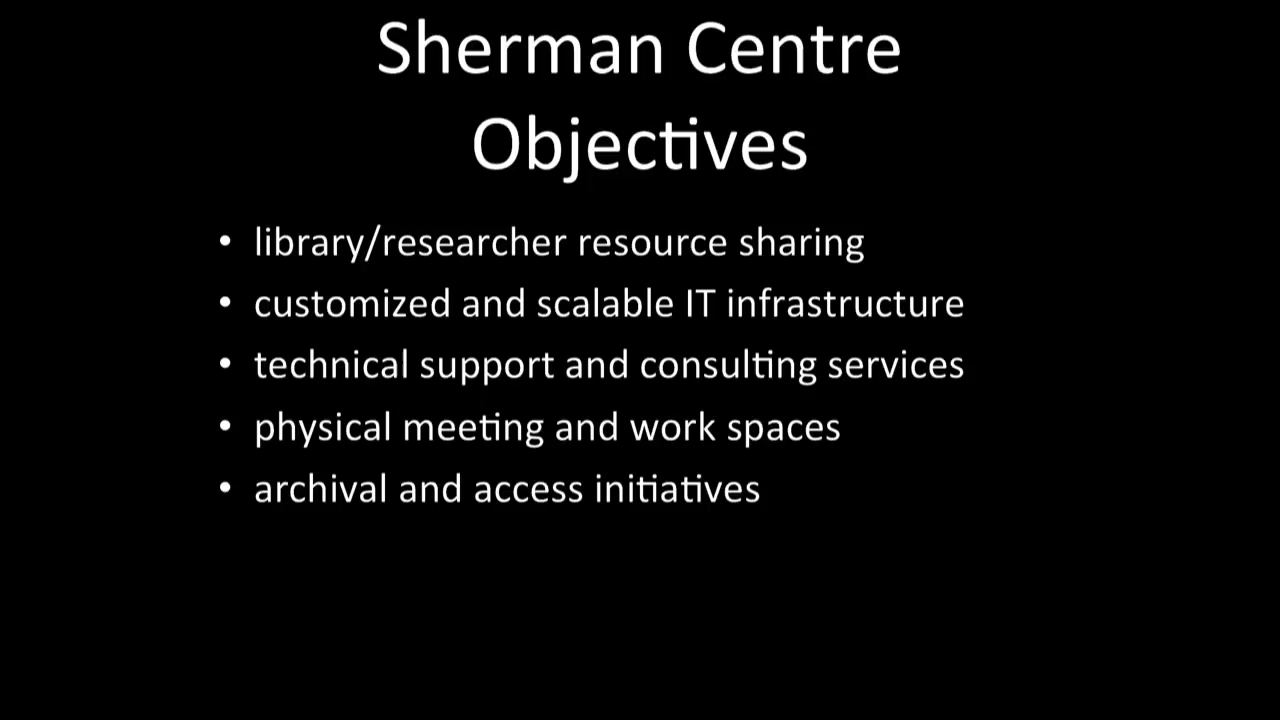 Sherman Centre
Objectives
• library/researcher resource sharing
• customized and scalable IT infrastructure
• technical support and consulting services
• physical meeting and work spaces
• archival and access initiatives